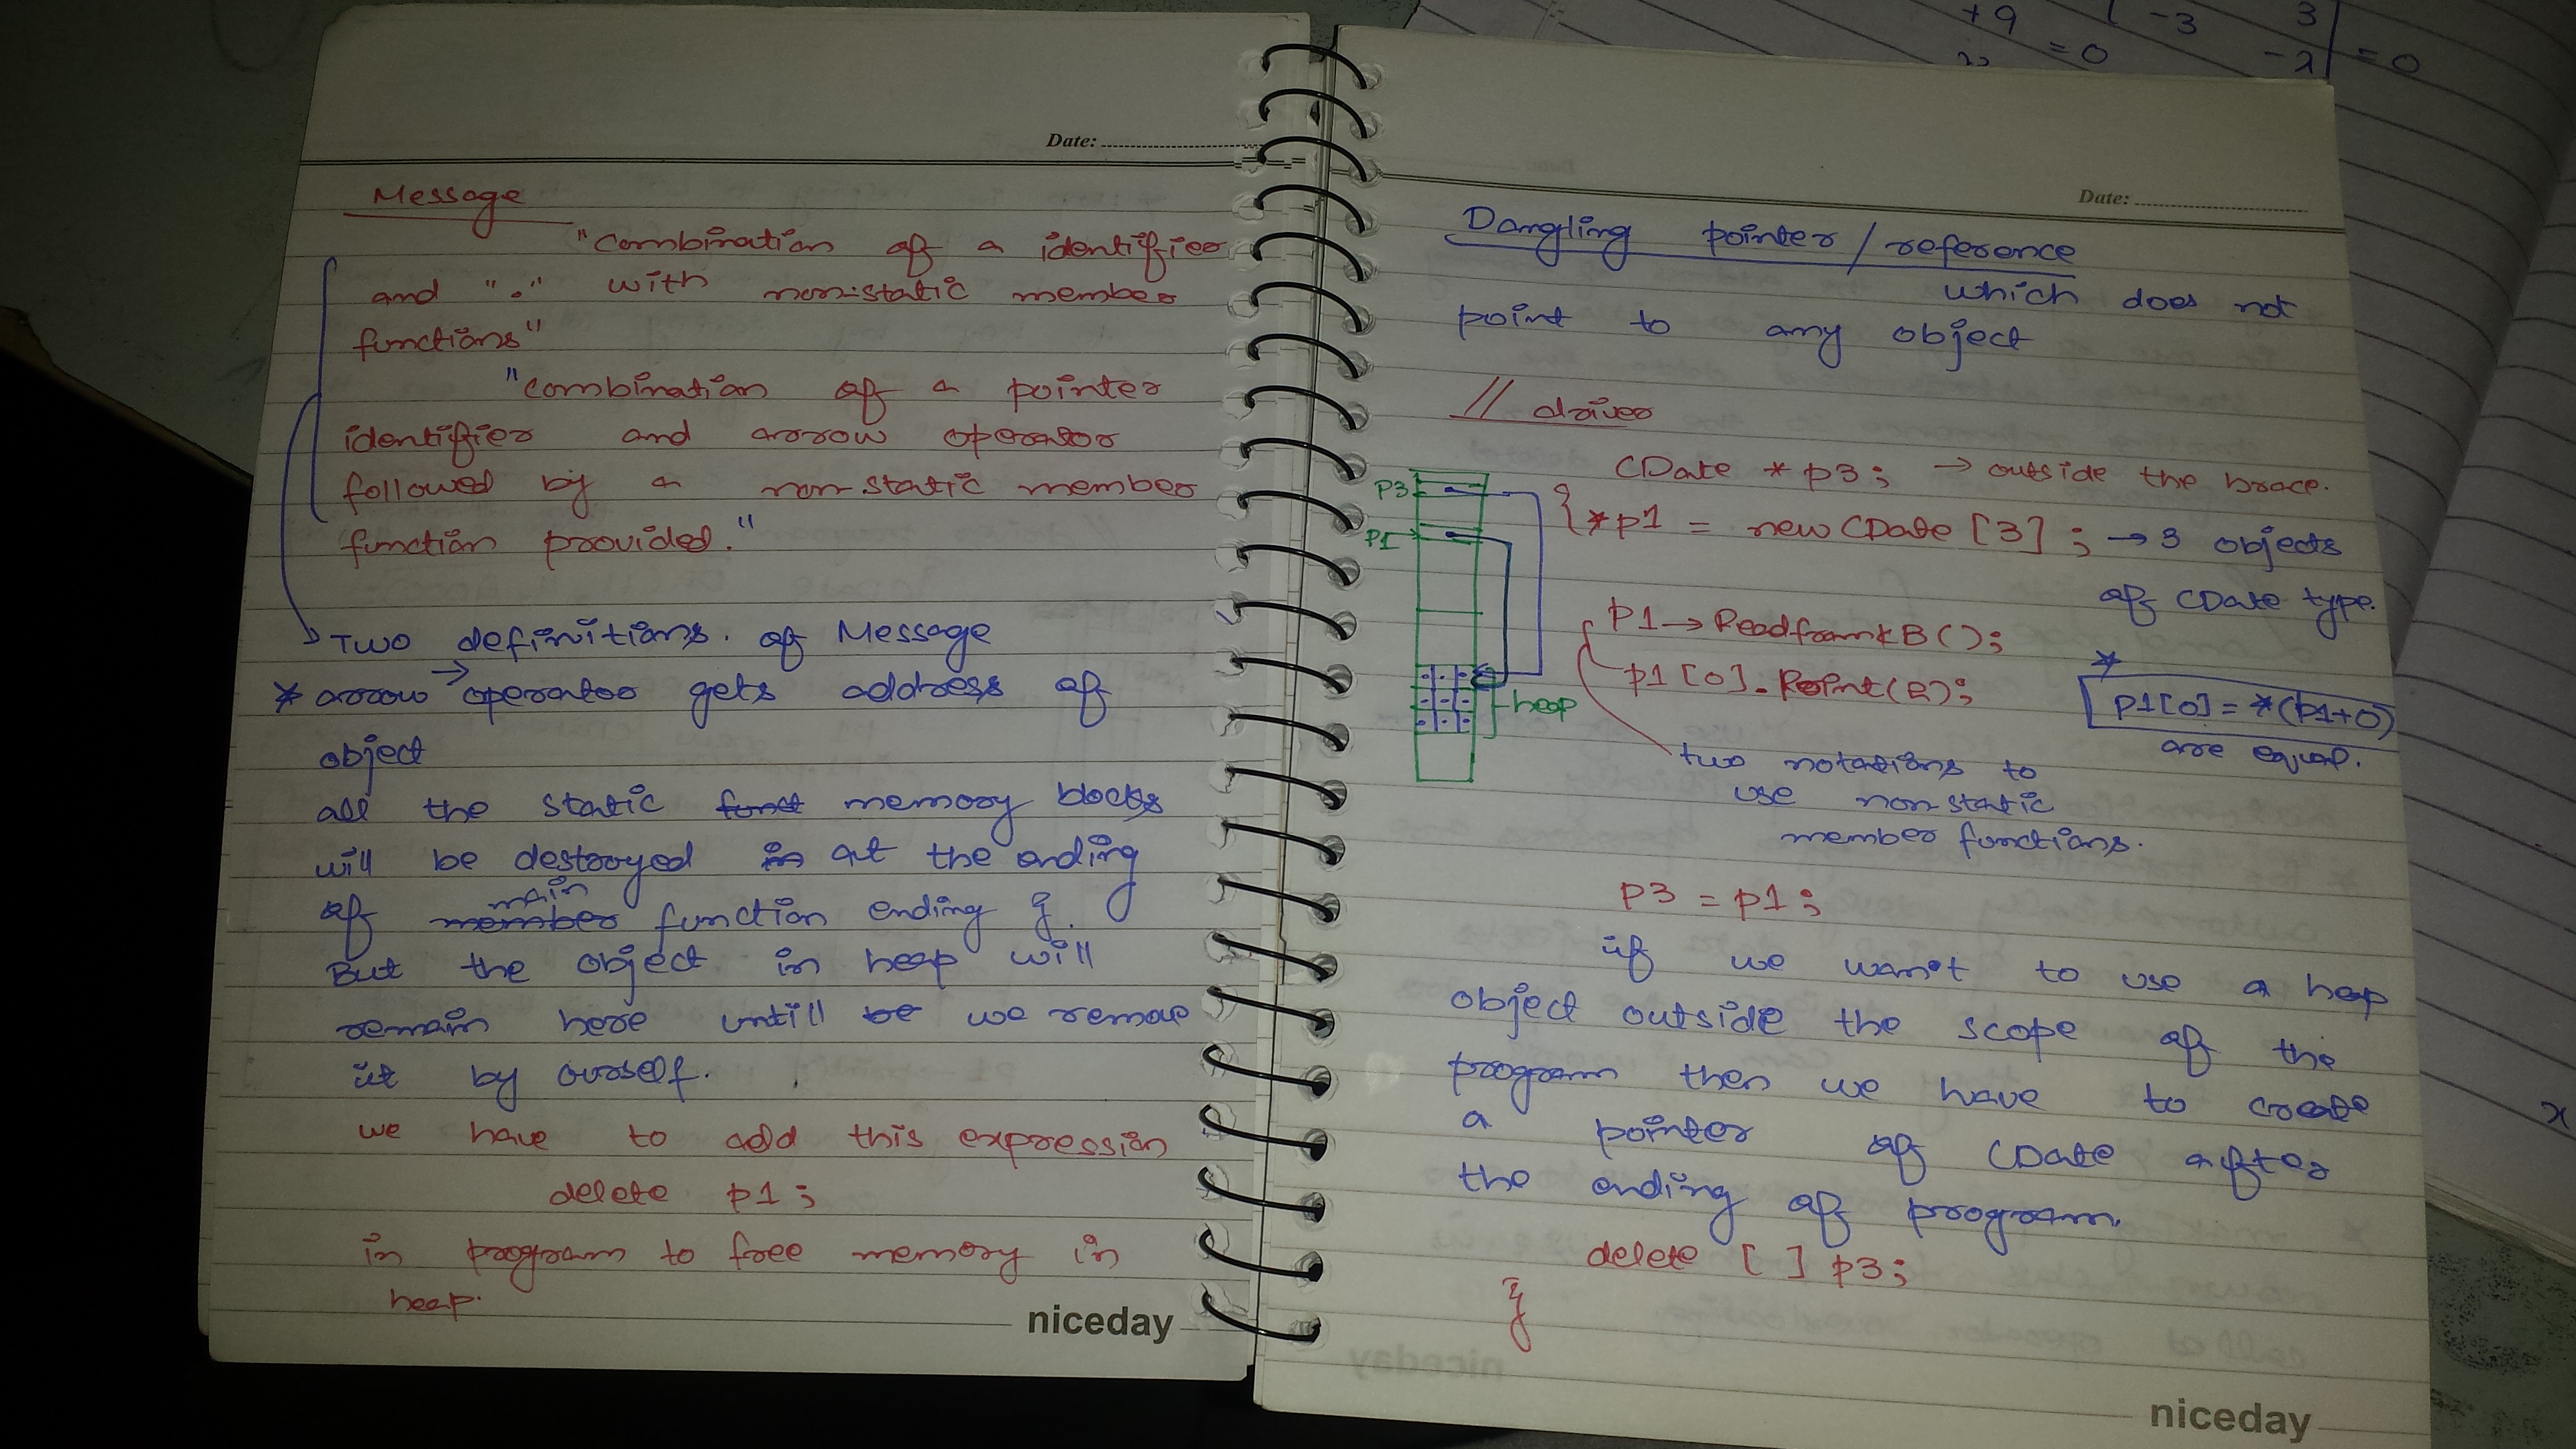 Date:
Message
"Combination of a identifier
and "." with non-static member
functions"
"Combination of a pointer
identifier and arrow operator
followed by a non-static member
function provided."
Two definitions. of Message
* arrow → operator gets address of
object
all the static funct memory blocks
will be destroyed in at the ending
of member main function ending }.
But the object in heap will
remain here untill be we remove
it by ourself.
we have to add this expression
delete p1;
in program to free memory in
heap.
niceday
Date:
Dangling pointer / reference
which does not
point to any object
// driver
CDate *p3; → outside the brace.
{ *p1 = new CDate [3]; → 3 objects
of CDate type.
P3
P1
heap
p1 → ReadfromkB();
p1[0].Point(2);
*
p1[0] = *(p1+0)
are equal.
two notations to
use non static
member functions.
p3 = p1;
if we want to use a heap
object outside the scope of the
program then we have to create
a pointer of CDate after
the ending of program.
delete [ ] p3;
}
niceday
+9
-3 3
= 0
-2 = 0
x